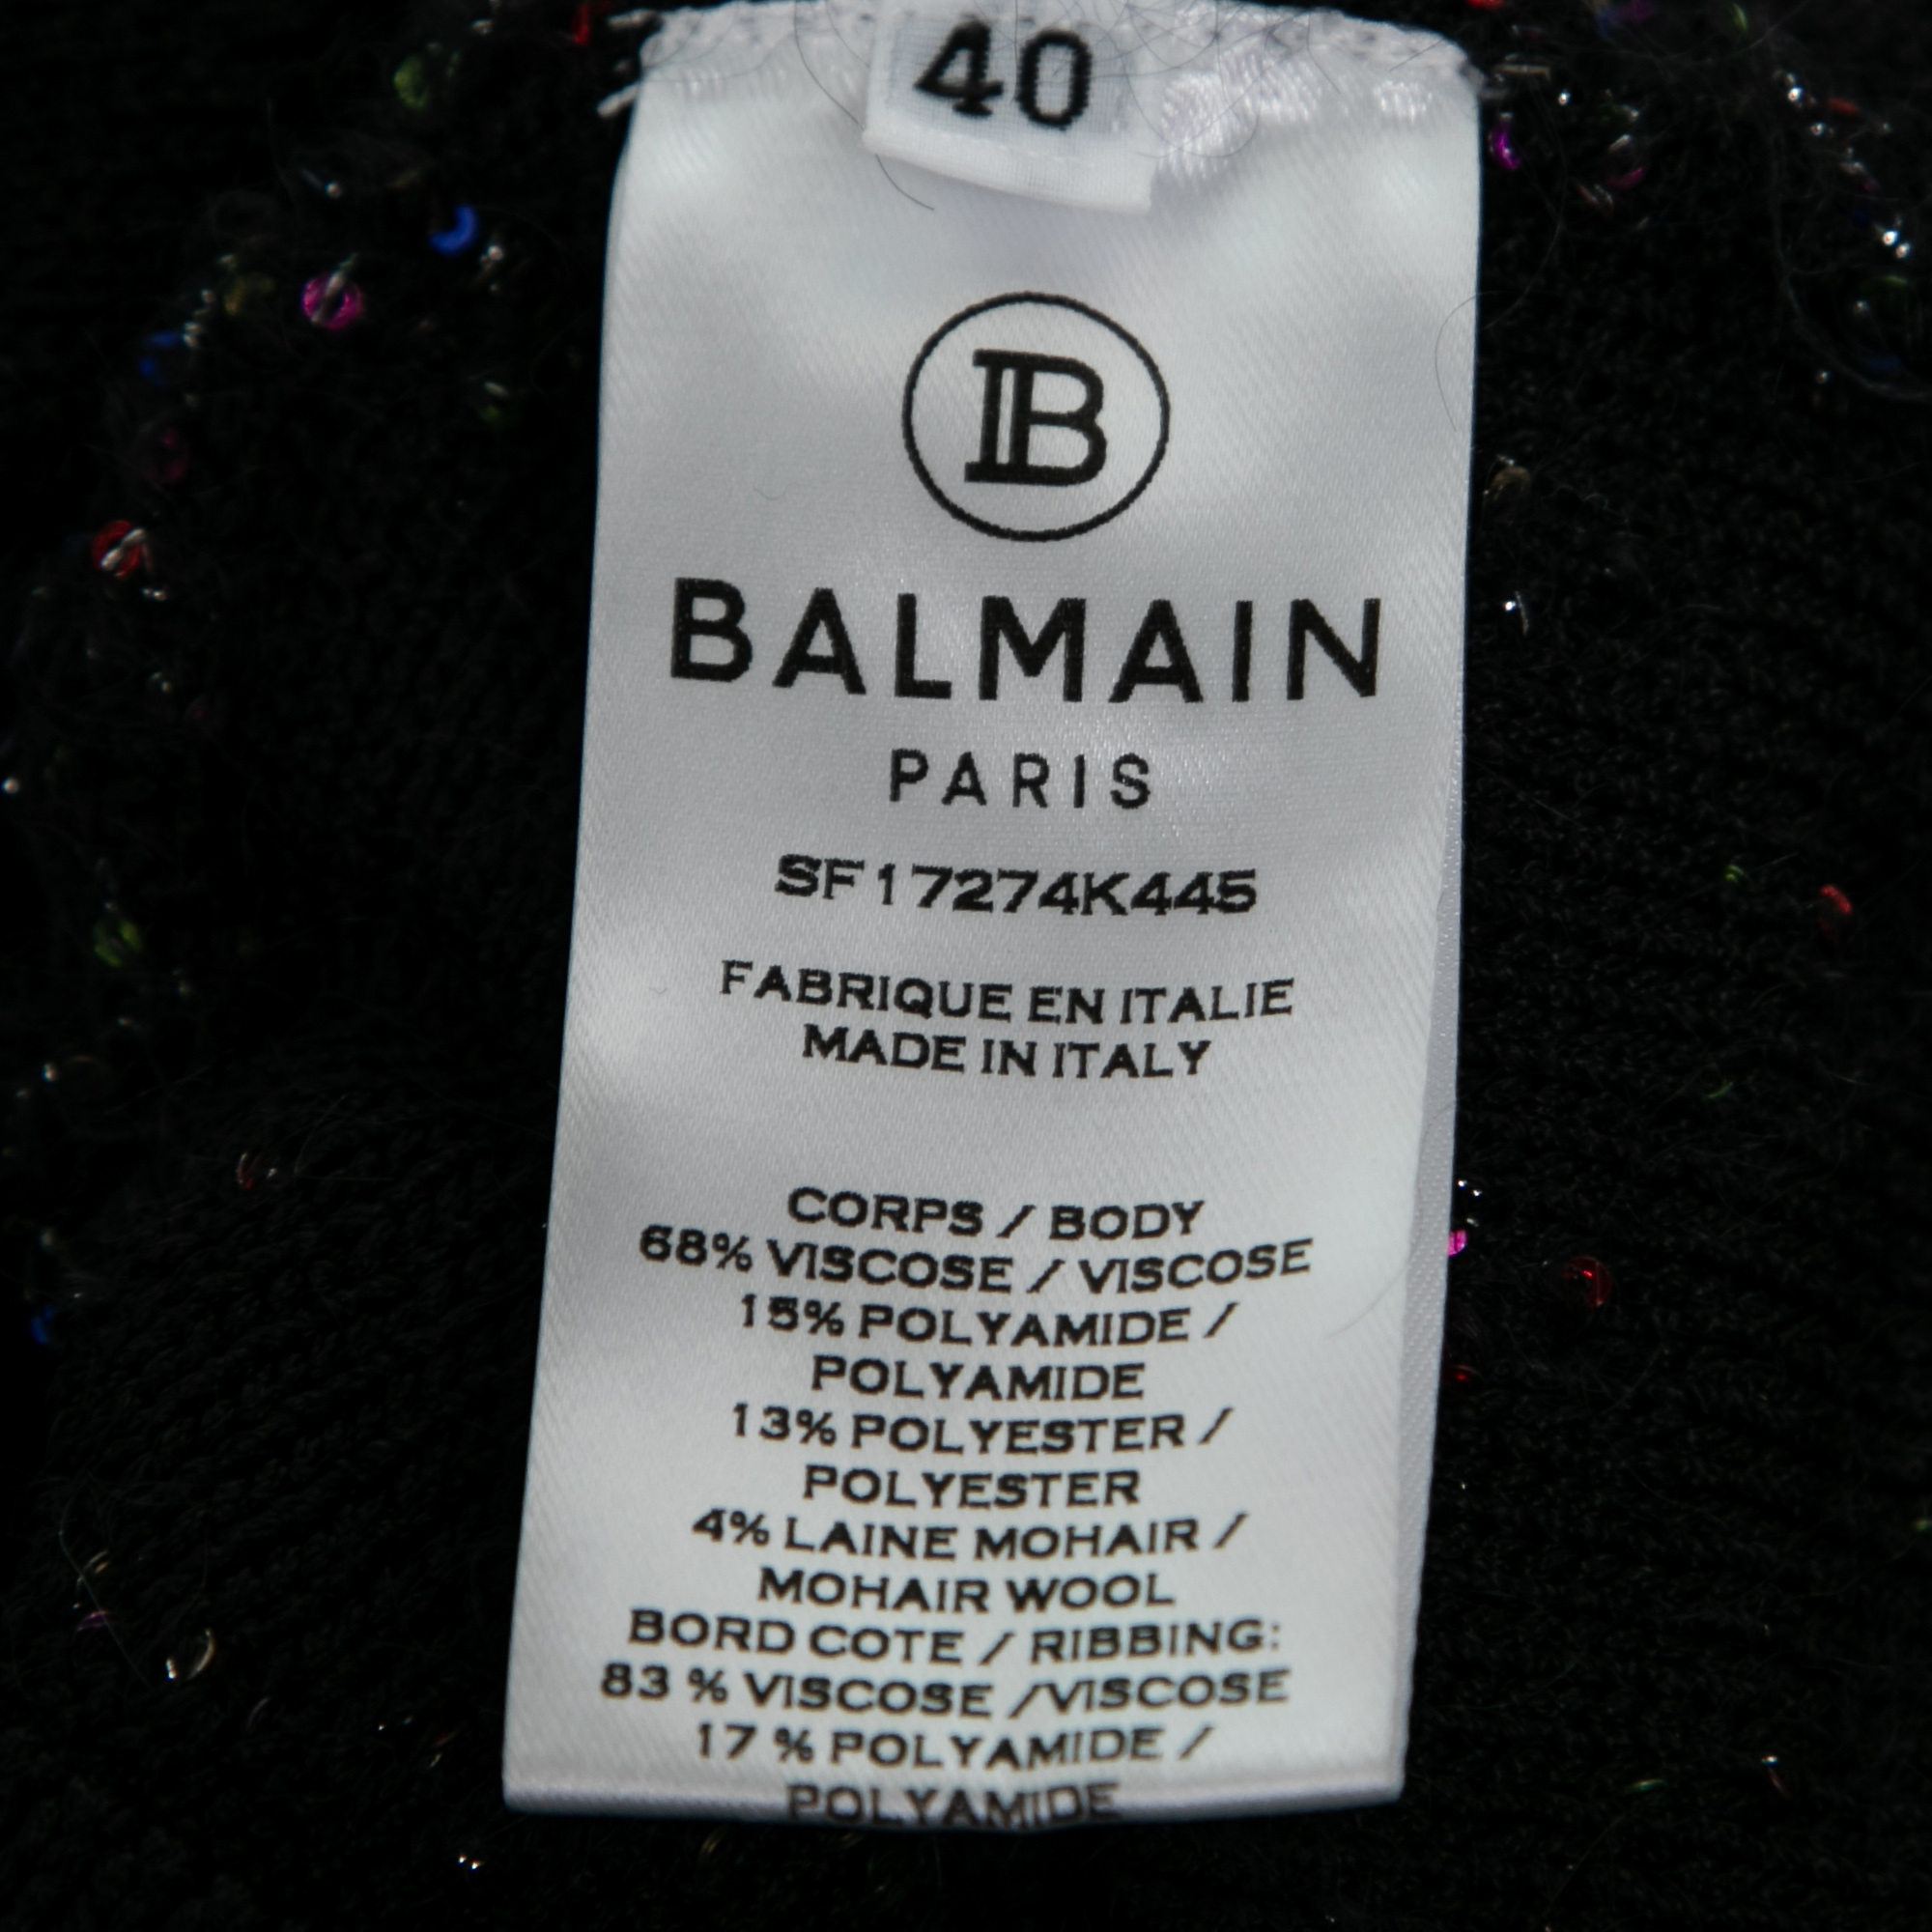 40
B
BALMAIN
PARIS
SF17274K445
FABRIQUE EN ITALIE
MADE IN ITALY
CORPS / BODY
68% VISCOSE / VISCOSE
15% POLYAMIDE /
POLYAMIDE
13% POLYESTER /
POLYESTER
4% LAINE MOHAIR /
MOHAIR WOOL
BORD COTE / RIBBING:
83 % VISCOSE /VISCOSE
17 % POLYAMIDE /
POLYAMIDE